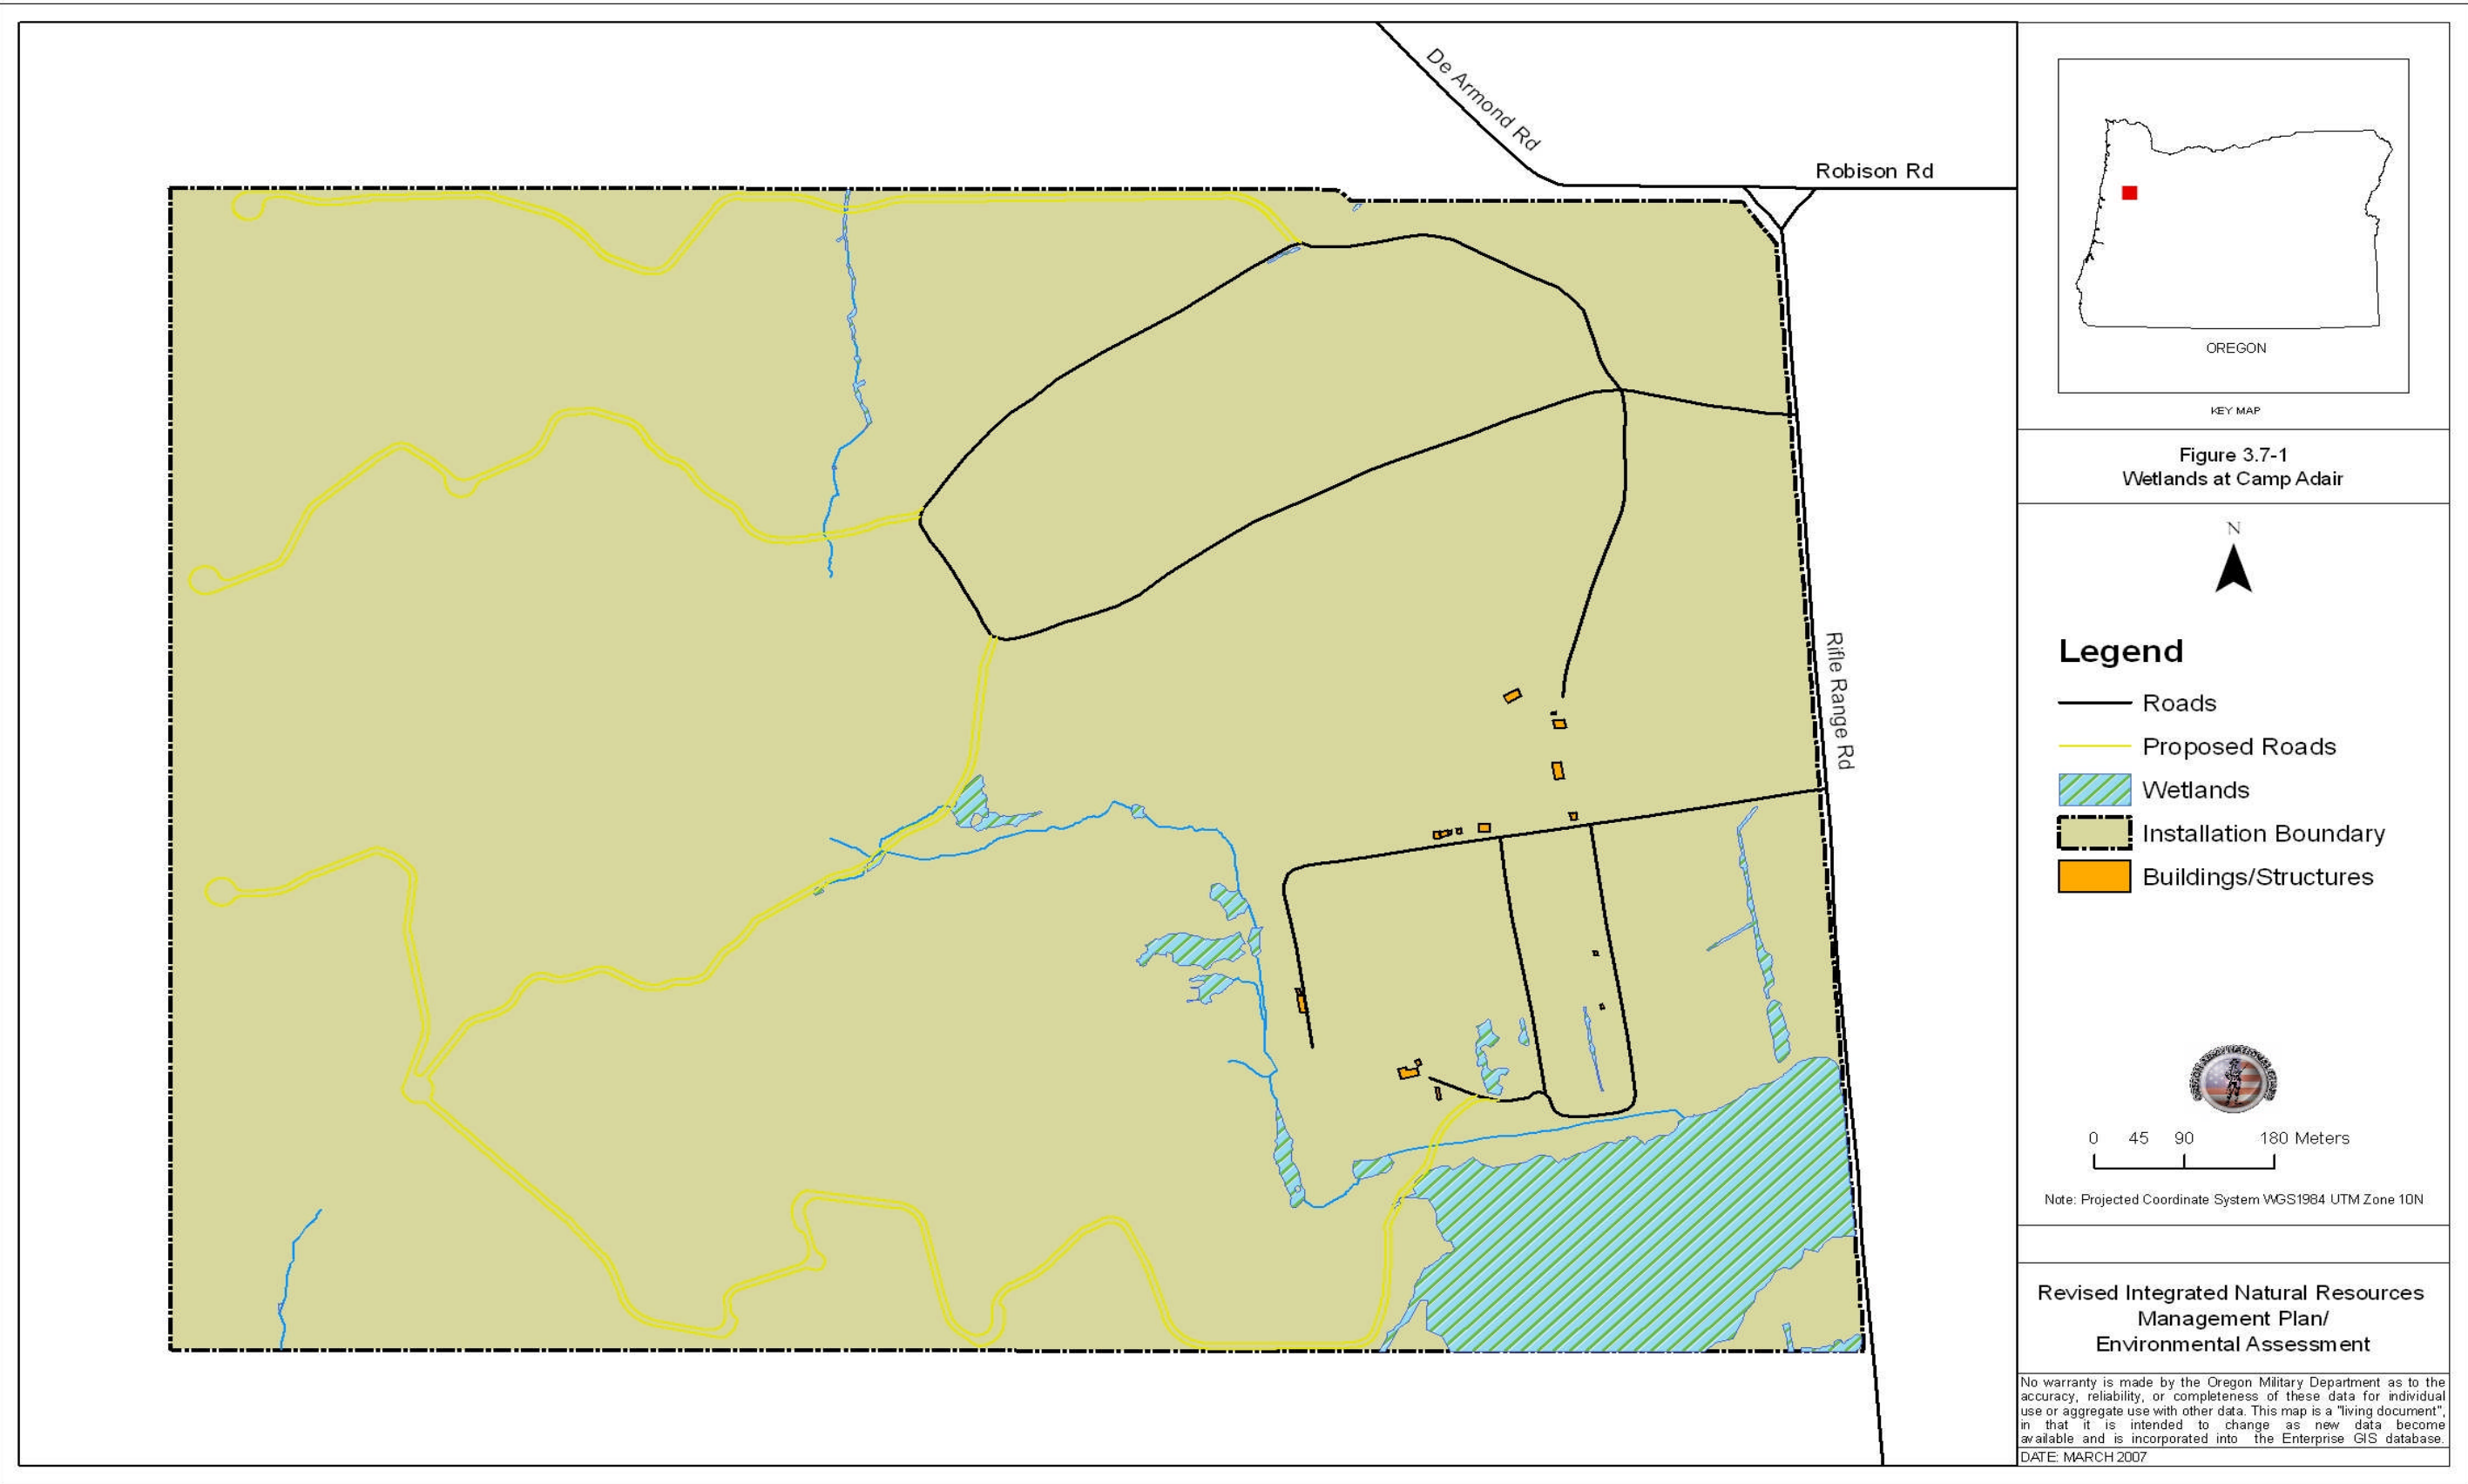 De Armond Rd
Robison Rd
Rifle Range Rd
OREGON
KEY MAP
Figure 3.7-1
Wetlands at Camp Adair
N
Legend
Roads
Proposed Roads
Wetlands
Installation Boundary
Buildings/Structures
0 45 90 180 Meters
Note: Projected Coordinate System WGS1984 UTM Zone 10N
Revised Integrated Natural Resources
Management Plan/
Environmental Assessment
No warranty is made by the Oregon Military Department as to the
accuracy, reliability, or completeness of these data for individual
use or aggregate use with other data. This map is a "living document",
in that it is intended to change as new data become
available and is incorporated into the Enterprise GIS database.
DATE: MARCH 2007